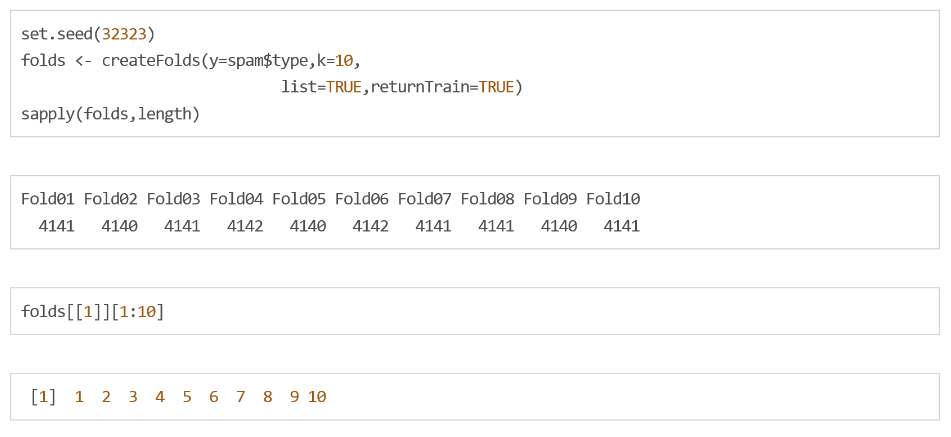 set.seed(32323)
folds <- createFolds(y=spam$type,k=10,
                             list=TRUE,returnTrain=TRUE)
sapply(folds,length)
Fold01 Fold02 Fold03 Fold04 Fold05 Fold06 Fold07 Fold08 Fold09 Fold10
  4141   4140   4141   4142   4140   4142   4141   4141   4140   4141
folds[[1]][1:10]
 [1]  1  2  3  4  5  6  7  8  9 10